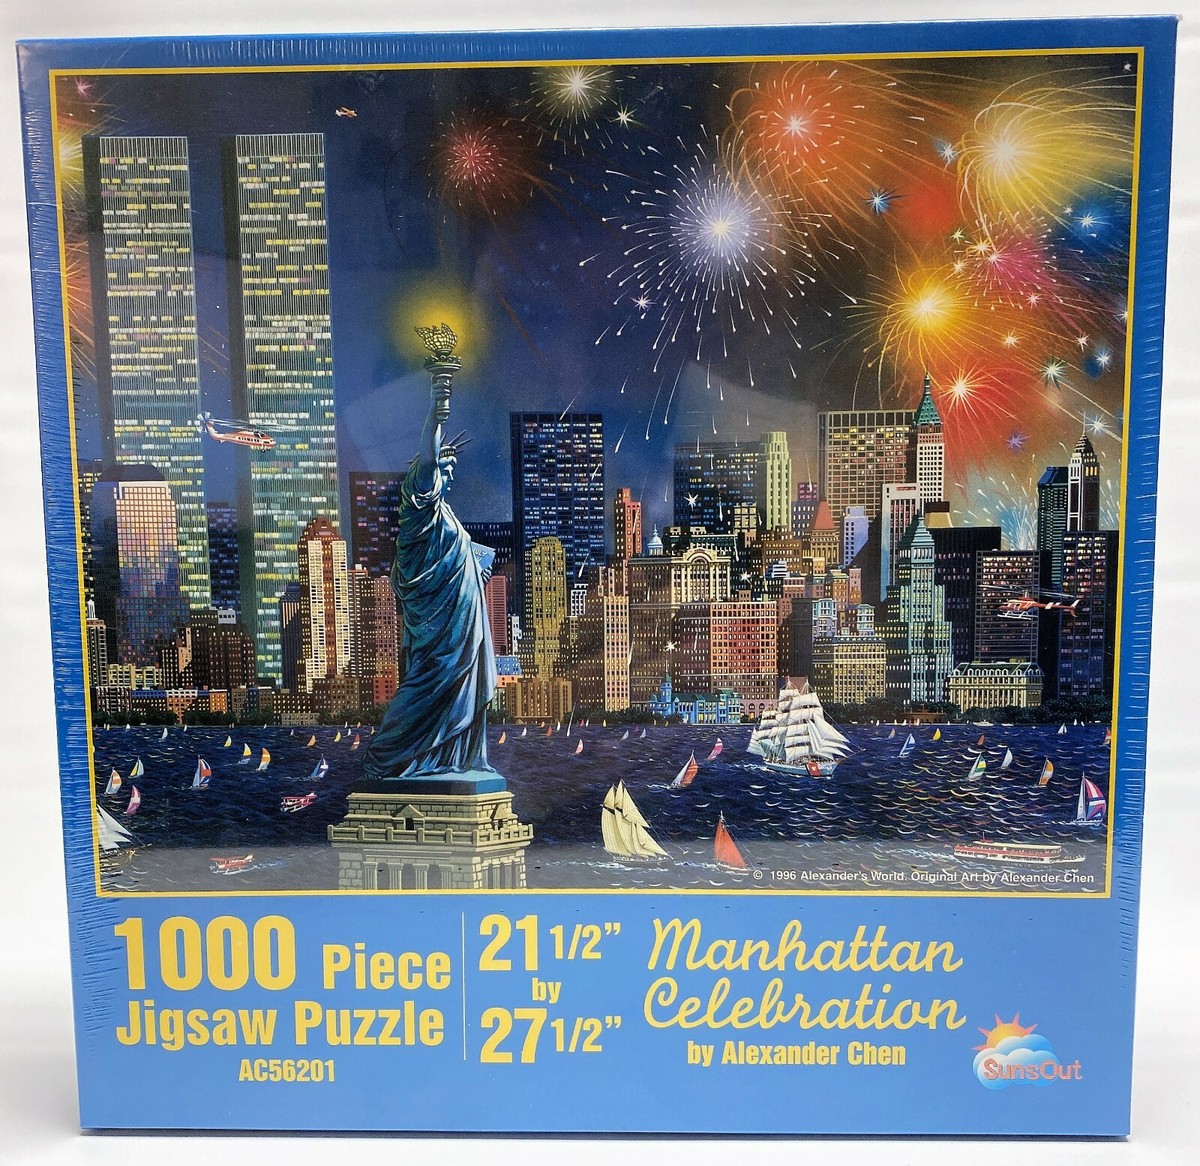 © 1996 Alexander's World. Original Art by Alexander Chen
1000 Piece
Jigsaw Puzzle
AC56201
21 1/2”
by
27 1/2”
Manhattan
Celebration
by Alexander Chen
SunsOut